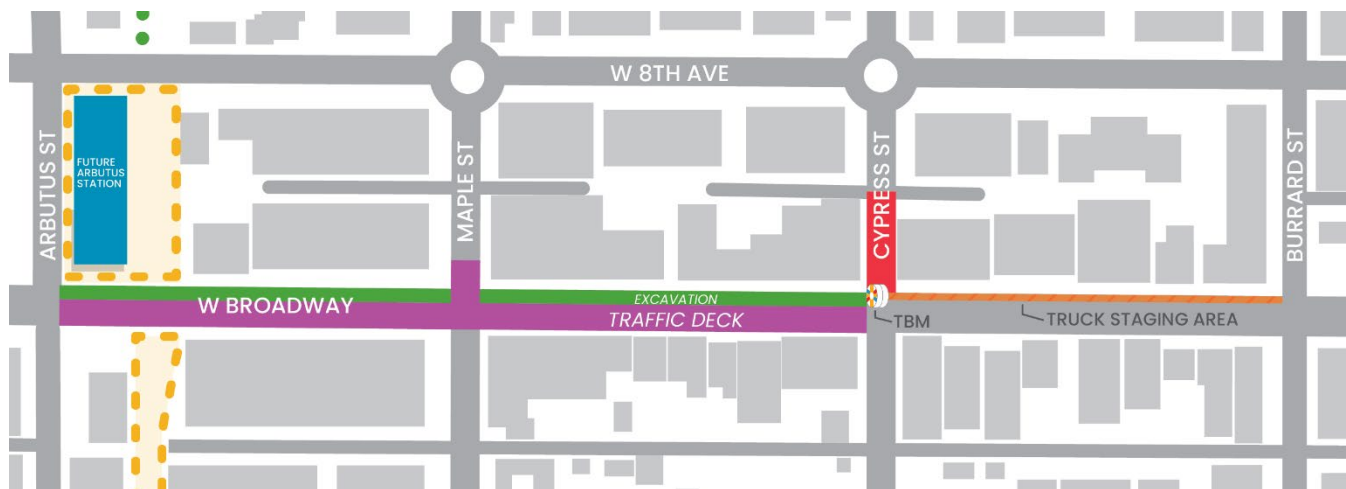 W 8TH AVE
ARBUTUS ST
FUTURE
ARBUTUS
STATION
MAPLE ST
CYPRESS ST
BURRARD ST
W BROADWAY
EXCAVATION
TRAFFIC DECK
TBM
TRUCK STAGING AREA